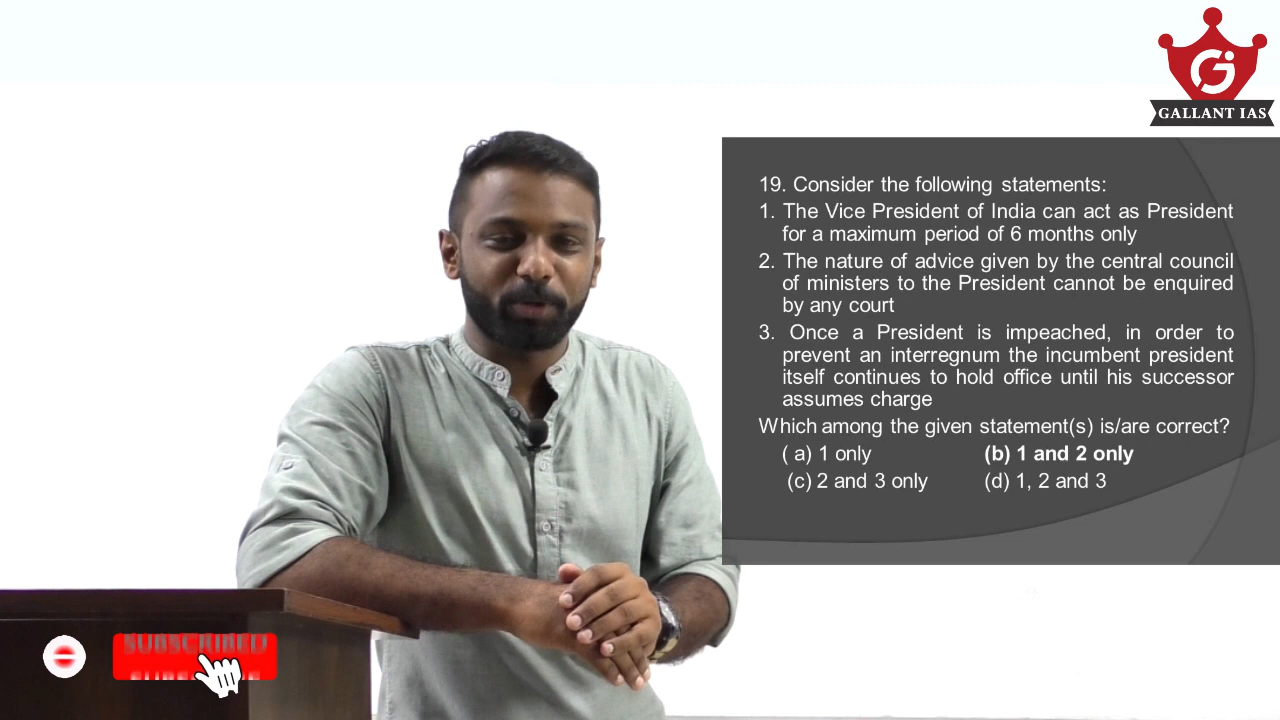 GALLANT IAS
19. Consider the following statements:
1. The Vice President of India can act as President
for a maximum period of 6 months only
2. The nature of advice given by the central council
of ministers to the President cannot be enquired
by any court
3. Once a President is impeached, in order to
prevent an interregnum the incumbent president
itself continues to hold office until his successor
assumes charge
Which among the given statement(s) is/are correct?
( a) 1 only (b) 1 and 2 only
(c) 2 and 3 only (d) 1, 2 and 3
SUBSCRIBED